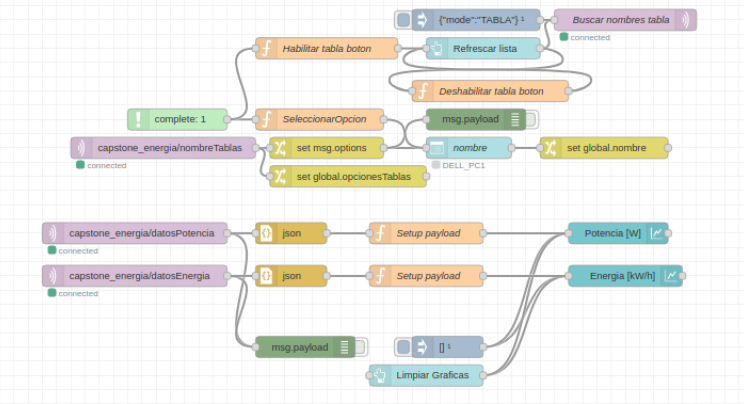 {"mode":"TABLA"} ¹
Buscar nombres tabla
connected
Habilitar tabla boton
Refrescar lista
Deshabilitar tabla boton
complete: 1
SeleccionarOpcion
msg.payload
capstone_energia/nombreTablas
connected
set msg.options
nombre
DELL_PC1
set global.nombre
set global.opcionesTablas
capstone_energia/datosPotencia
connected
json
Setup payload
Potencia [W]
capstone_energia/datosEnergia
connected
json
Setup payload
Energia [kW/h]
msg.payload
[] ¹
Limpiar Graficas